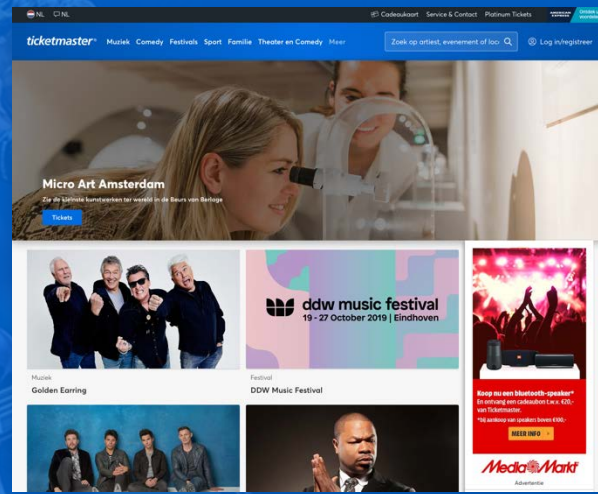 NL NL Cadeaukaart Service & Contact Platinum Tickets AMERICAN EXPRESS
ticketmaster® Muziek Comedy Festivals Sport Familie Theater en Comedy Meer Zoek op artiest, evenement of loc Log in/registreer
Micro Art Amsterdam
Zie de kleinste kunstwerken ter wereld in de Beurs van Berlage
Tickets
ddw music festival
19 - 27 October 2019 | Eindhoven
Muziek
Golden Earring
Festival
DDW Music Festival
Koop nu een bluetooth-speaker*
En ontvang een cadeaubon t.w.v. €20,-
van Ticketmaster.
*bij aankoop van speakers boven €100,-
MEER INFO >
Media Markt
Advertentie